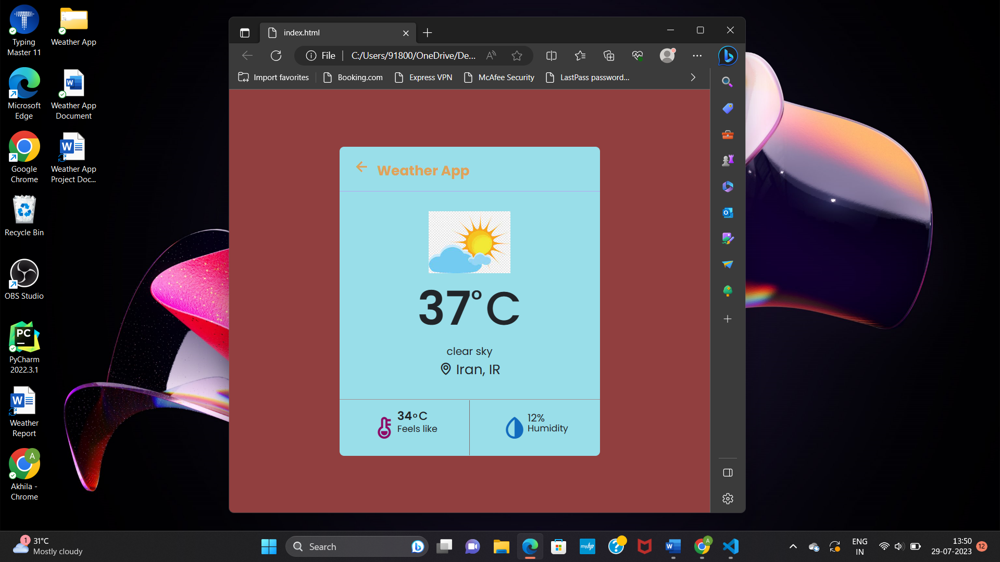 Typing
Master 11
Weather App
Microsoft
Edge
Weather App
Document
Google
Chrome
Weather App
Project Doc...
Recycle Bin
OBS Studio
PC
PyCharm
2022.3.1
Weather
Report
A
Akhila -
Chrome
index.html
File
C:/Users/91800/OneDrive/De...
Import favorites
Booking.com
Express VPN
McAfee Security
LastPass password...
Weather App
37°C
clear sky
Iran, IR
34°C
Feels like
12%
Humidity
1
31°C
Mostly cloudy
Search
myhp
A
ENG
IN
13:50
29-07-2023
12